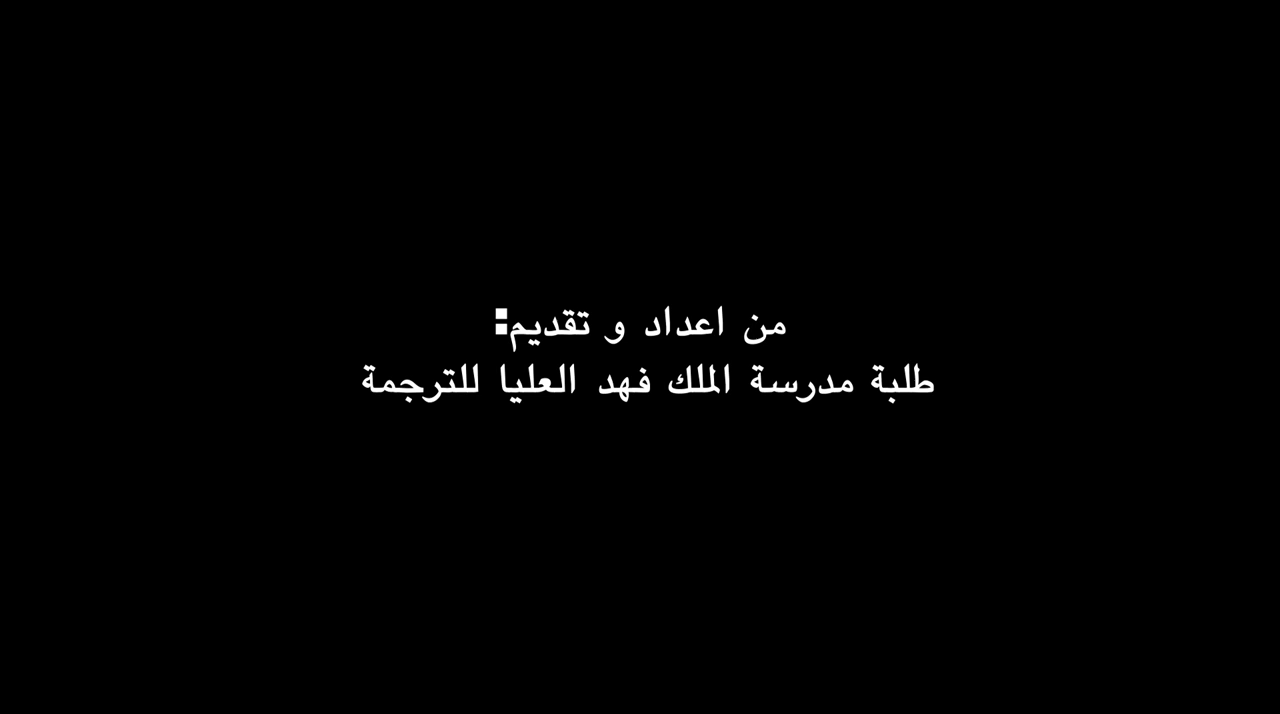 من اعداد و تقديم:
طلبة مدرسة الملك فهد العليا للترجمة